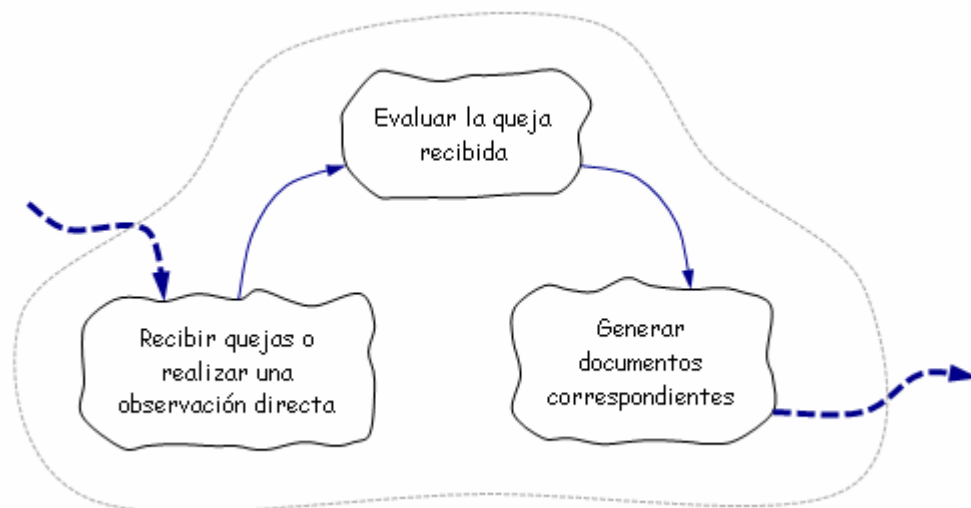 Evaluar la queja
recibida
Recibir quejas o
realizar una
observación directa
Generar
documentos
correspondientes